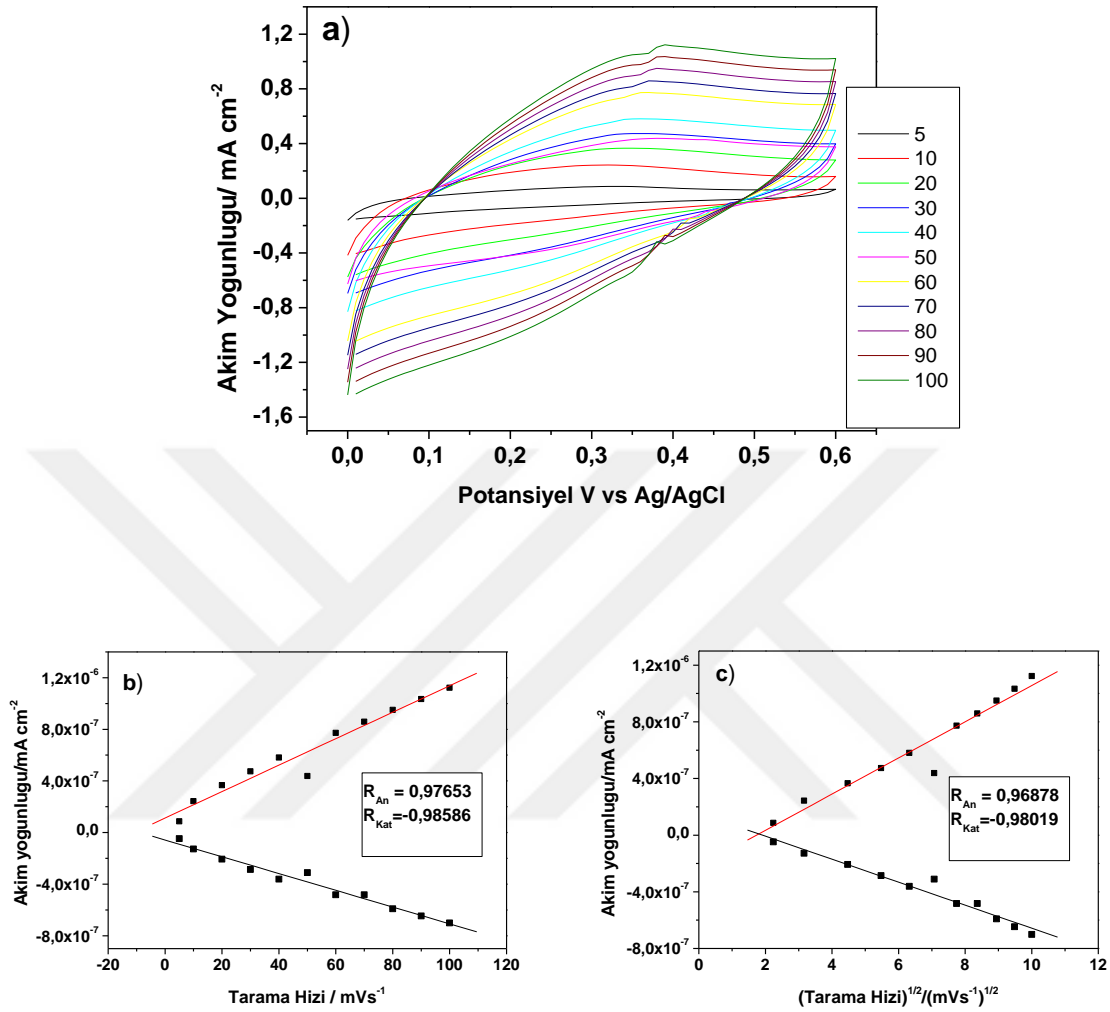 a)
1,2
0,8
0,4
0,0
-0,4
-0,8
-1,2
-1,6
Akim Yogunlugu/ mA cm-2
0,0 0,1 0,2 0,3 0,4 0,5 0,6
Potansiyel V vs Ag/AgCl
5
10
20
30
40
50
60
70
80
90
100
b)
1,2x10-6
8,0x10-7
4,0x10-7
0,0
-4,0x10-7
-8,0x10-7
Akim yogunlugu/mA cm-2
RAn = 0,97653
RKat=-0,98586
-20 0 20 40 60 80 100 120
Tarama Hizi / mVs-1
c)
1,2x10-6
8,0x10-7
4,0x10-7
0,0
-4,0x10-7
-8,0x10-7
Akim yogunlugu/mA cm-2
RAn = 0,96878
RKat=-0,98019
0 2 4 6 8 10 12
(Tarama Hizi)1/2/(mVs-1)1/2